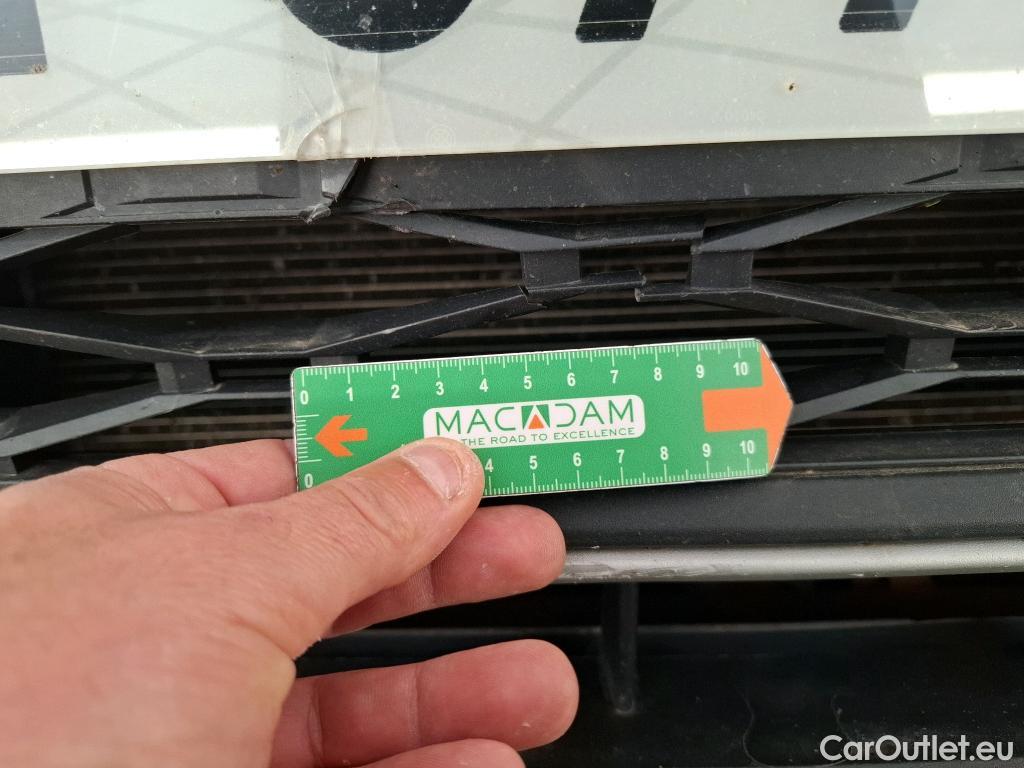 0 1 2 3 4 5 6 7 8 9 10
MACADAM
THE ROAD TO EXCELLENCE
0 4 5 6 7 8 9 10
CarOutlet.eu